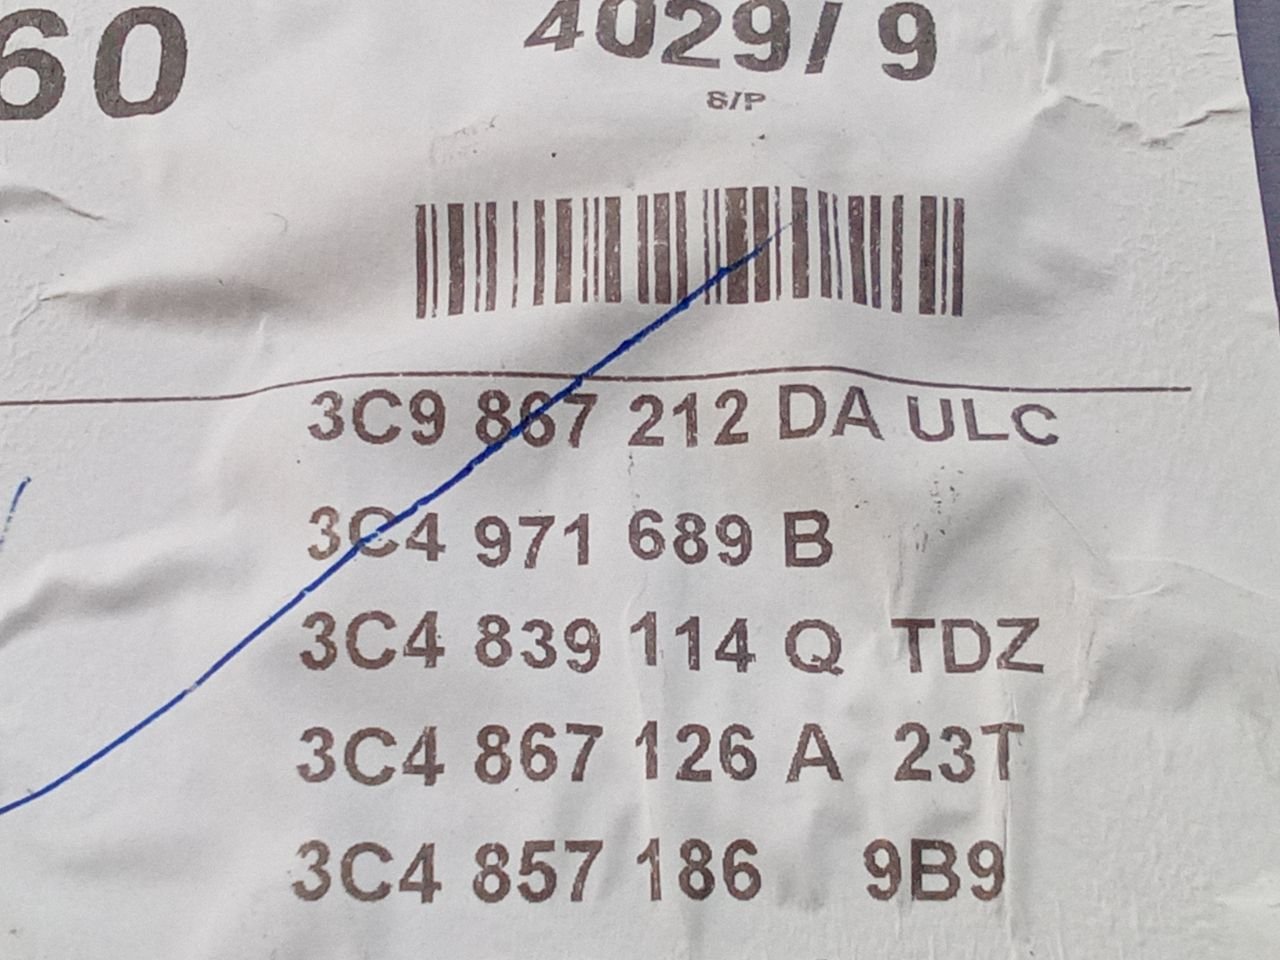 60
4029/ 9
S/P
3C9 867 212 DA ULC
3C4 971 689 B
3C4 839 114 Q TDZ
3C4 867 126 A 23T
3C4 857 186 9B9